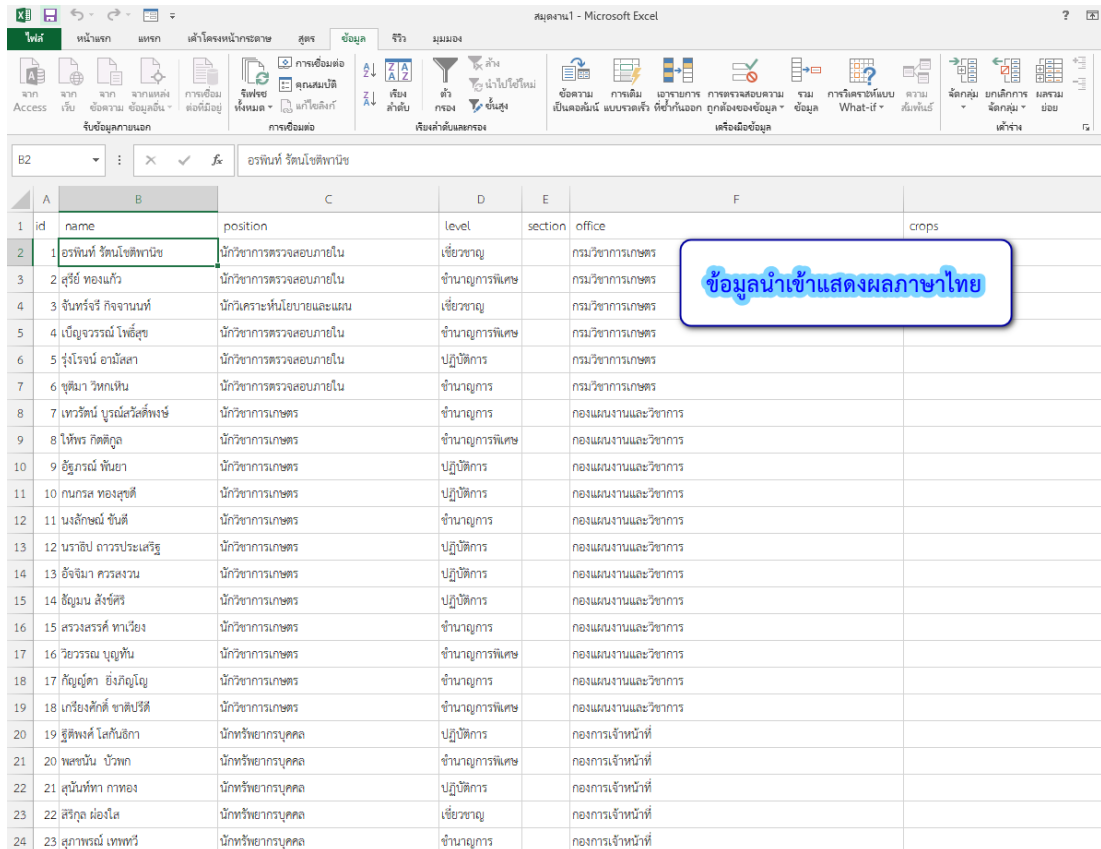 สมุดงาน1 - Microsoft Excel
ไฟล์ หน้าแรก แทรก เค้าโครงหน้ากระดาษ สูตร ข้อมูล รีวิว มุมมอง
จาก Access จาก เว็บ จาก ข้อความ จากแหล่ง ข้อมูลอื่น การเชื่อม ต่อที่มีอยู่ รีเฟรช ทั้งหมด การเชื่อมต่อ คุณสมบัติ แก้ไขลิงก์ เรียง ลำดับ ตัว กรอง ล้าง นำไปใช้ใหม่ ขั้นสูง ข้อความ เป็นคอลัมน์ การเติม แบบรวดเร็ว เอารายการ ที่ซ้ำกันออก การตรวจสอบความ ถูกต้องของข้อมูล รวม ข้อมูล การวิเคราะห์แบบ What-if ความ สัมพันธ์ จัดกลุ่ม ยกเลิกการ จัดกลุ่ม ผลรวม ย่อย
รับข้อมูลภายนอก การเชื่อมต่อ เรียงลำดับและกรอง เครื่องมือข้อมูล เค้าร่าง
B2 fx อรพินท์ รัตนโชติพานิช
A B C D E F
1 id name position level section office crops
2 1 อรพินท์ รัตนโชติพานิช นักวิชาการตรวจสอบภายใน เชี่ยวชาญ กรมวิชาการเกษตร
ข้อมูลนำเข้าแสดงผลภาษาไทย
3 2 สุรีย์ ทองแก้ว นักวิชาการตรวจสอบภายใน ชำนาญการพิเศษ กรมวิชาการเกษตร
4 3 จันทร์จรี กิจจานนท์ นักวิเคราะห์นโยบายและแผน เชี่ยวชาญ กรมวิชาการเกษตร
5 4 เบ็ญจวรรณ์ โพธิ์สุข นักวิชาการตรวจสอบภายใน ชำนาญการพิเศษ กรมวิชาการเกษตร
6 5 รุ่งโรจน์ อามัสสา นักวิชาการตรวจสอบภายใน ปฏิบัติการ กรมวิชาการเกษตร
7 6 ชุติมา วิหกเหิน นักวิชาการตรวจสอบภายใน ชำนาญการ กรมวิชาการเกษตร
8 7 เทวรัตน์ บูรณ์สวัสดิ์พงษ์ นักวิชาการเกษตร ชำนาญการ กองแผนงานและวิชาการ
9 8 ให้พร กิตติกูล นักวิชาการเกษตร ชำนาญการพิเศษ กองแผนงานและวิชาการ
10 9 อัฐภรณ์ พันยา นักวิชาการเกษตร ปฏิบัติการ กองแผนงานและวิชาการ
11 10 กนกรส ทองสุขดี นักวิชาการเกษตร ปฏิบัติการ กองแผนงานและวิชาการ
12 11 นงลักษณ์ ขันตี นักวิชาการเกษตร ชำนาญการ กองแผนงานและวิชาการ
13 12 นราธิป ถาวรประเสริฐ นักวิชาการเกษตร ปฏิบัติการ กองแผนงานและวิชาการ
14 13 อัจจิมา ควรสงวน นักวิชาการเกษตร ปฏิบัติการ กองแผนงานและวิชาการ
15 14 ธัญมน สังข์ศิริ นักวิชาการเกษตร ปฏิบัติการ กองแผนงานและวิชาการ
16 15 สรวงสรรค์ ทาเวียง นักวิชาการเกษตร ชำนาญการ กองแผนงานและวิชาการ
17 16 วิยวรรณ บุญทัน นักวิชาการเกษตร ชำนาญการพิเศษ กองแผนงานและวิชาการ
18 17 กัญญ์ดา ยิ่งภิญโญ นักวิชาการเกษตร ชำนาญการ กองแผนงานและวิชาการ
19 18 เกรียงศักดิ์ ชาติปรีดี นักวิชาการเกษตร ชำนาญการพิเศษ กองแผนงานและวิชาการ
20 19 ฐิติพงศ์ โสกันธิกา นักทรัพยากรบุคคล ปฏิบัติการ กองการเจ้าหน้าที่
21 20 พสชนัน บัวพก นักทรัพยากรบุคคล ชำนาญการพิเศษ กองการเจ้าหน้าที่
22 21 สุนันท์ทา กาทอง นักทรัพยากรบุคคล ปฏิบัติการ กองการเจ้าหน้าที่
23 22 สิริกุล ผ่องใส นักทรัพยากรบุคคล เชี่ยวชาญ กองการเจ้าหน้าที่
24 23 สุภาพรณ์ เทพทวี นักทรัพยากรบุคคล ชำนาญการ กองการเจ้าหน้าที่